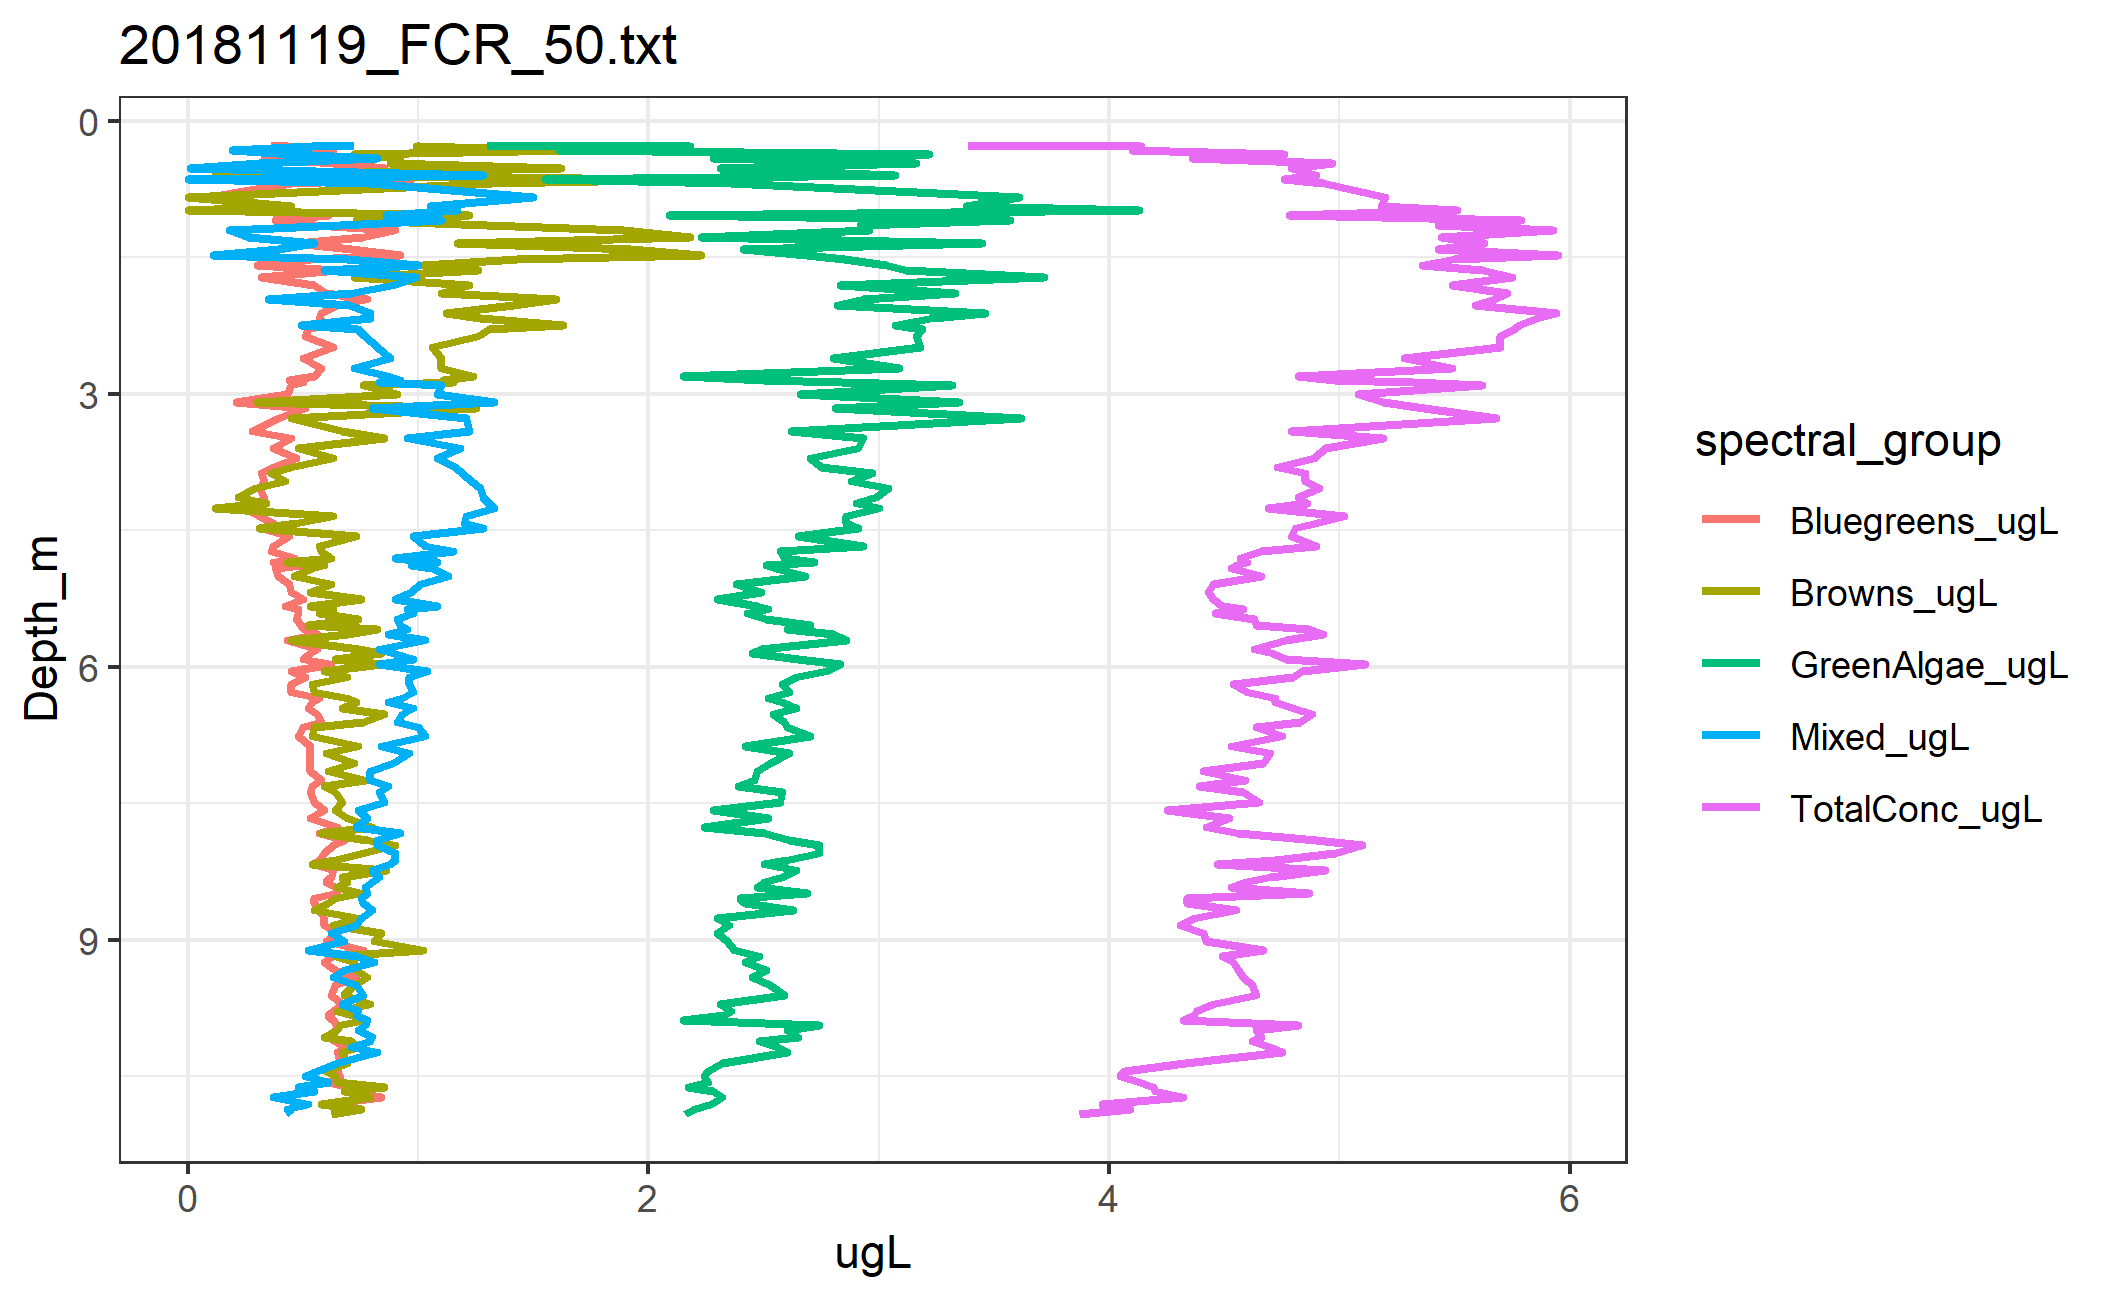 20181119_FCR_50.txt
0
3
6
9
Depth_m
0 2 4 6
ugL
spectral_group
Bluegreens_ugL
Browns_ugL
GreenAlgae_ugL
Mixed_ugL
TotalConc_ugL